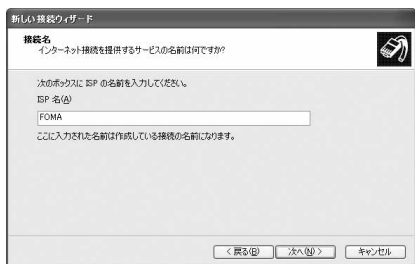 新しい接続ウィザード
接続名
インターネット接続を提供するサービスの名前は何ですか?
次のボックスに ISP の名前を入力してください。
ISP 名(A)
FOMA
ここに入力された名前は作成している接続の名前になります。
< 戻る(B)
次へ(N) >
キャンセル